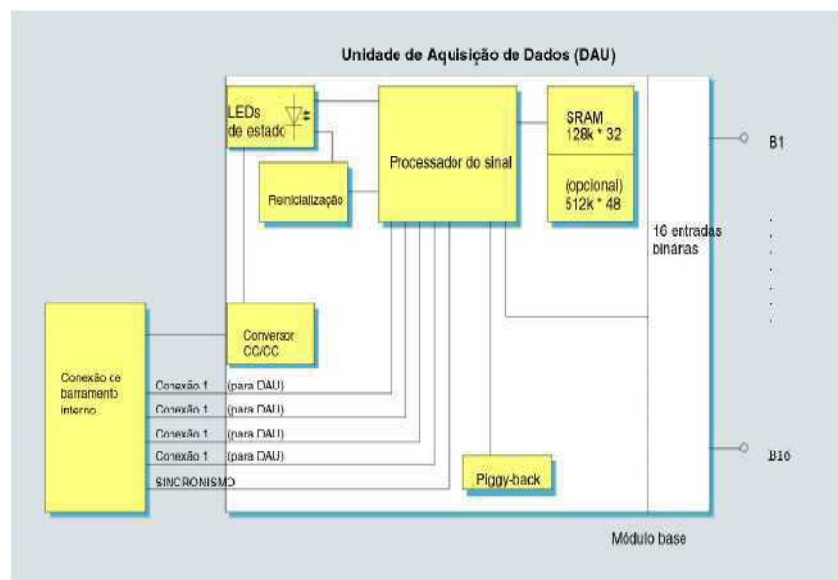 Unidade de Aquisição de Dados (DAU)
LEDs
de estado
Processador do sinal
SRAM
128k * 32
(opcional)
512k * 48
Reinicialização
B1
16 entradas
binárias
Conversor
CC/CC
Conexão de
barramento
interno
Conexão 1 (para DAU)
Conexão 1 (para DAU)
Conexão 1 (para DAU)
Conexão 1 (para DAU)
SINCRONISMO
Piggy-back
B16
Módulo base